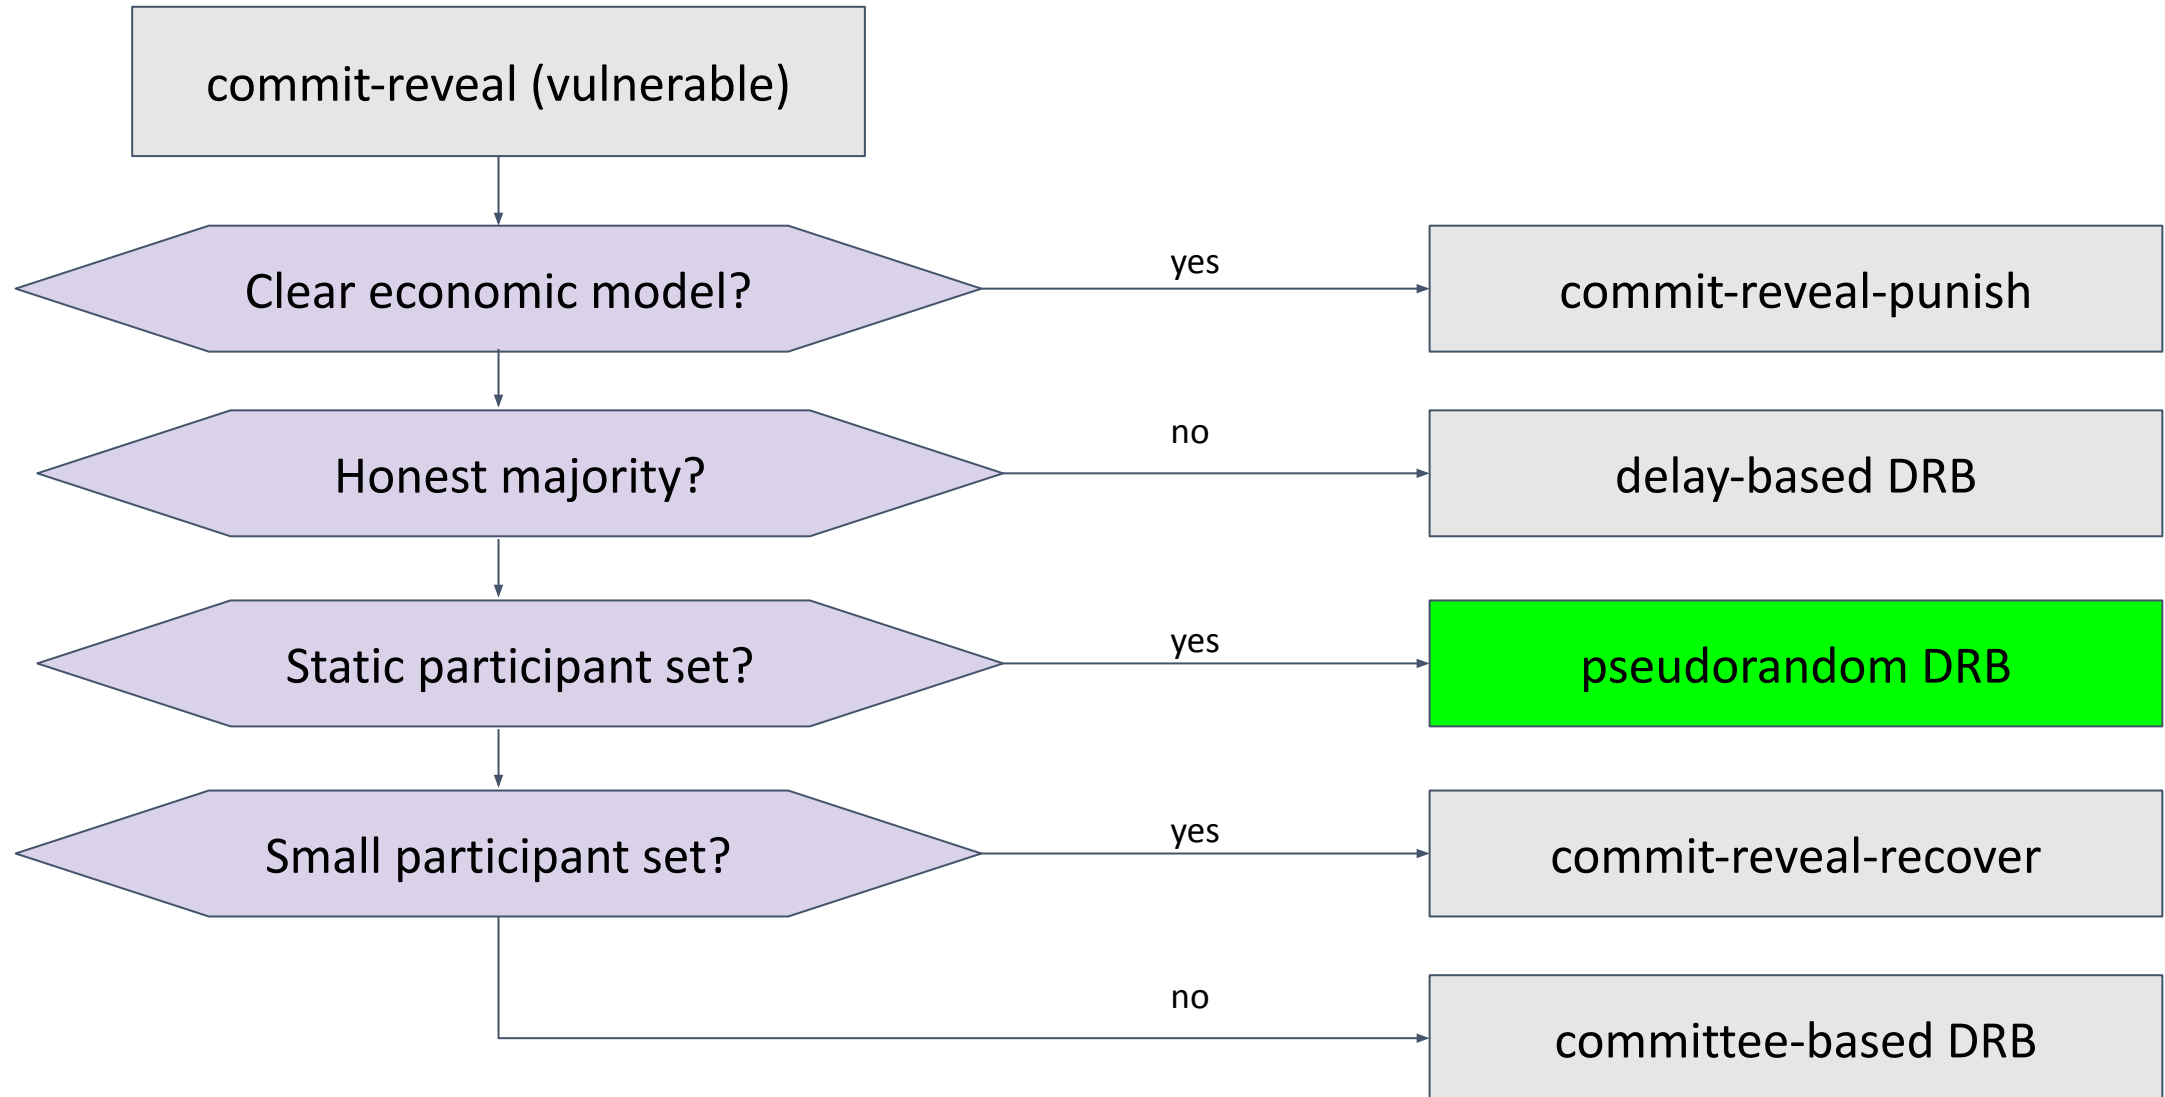 commit-reveal (vulnerable)
Clear economic model?
yes
commit-reveal-punish
Honest majority?
no
delay-based DRB
Static participant set?
yes
pseudorandom DRB
Small participant set?
yes
commit-reveal-recover
no
committee-based DRB